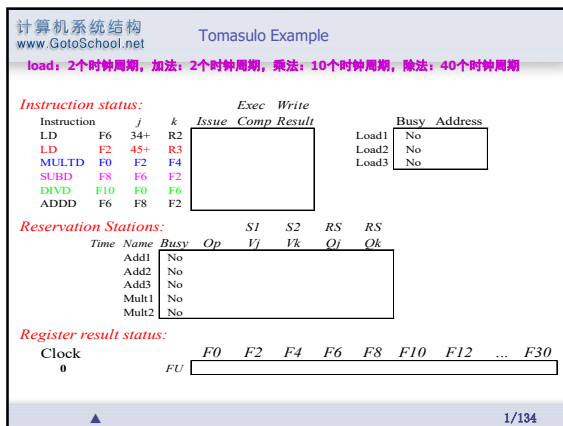 计算机系统结构
www.GotoSchool.net
Tomasulo Example
load：2个时钟周期，加法：2个时钟周期，乘法：10个时钟周期，除法：40个时钟周期
Instruction status: Exec Write
Instruction j k Issue Comp Result Busy Address
LD F6 34+ R2 Load1 No
LD F2 45+ R3 Load2 No
MULTD F0 F2 F4 Load3 No
SUBD F8 F6 F2
DIVD F10 F0 F6
ADDD F6 F8 F2
Reservation Stations: S1 S2 RS RS
Time Name Busy Op Vj Vk Qj Qk
Add1 No
Add2 No
Add3 No
Mult1 No
Mult2 No
Register result status:
Clock F0 F2 F4 F6 F8 F10 F12 ... F30
0 FU
1/134